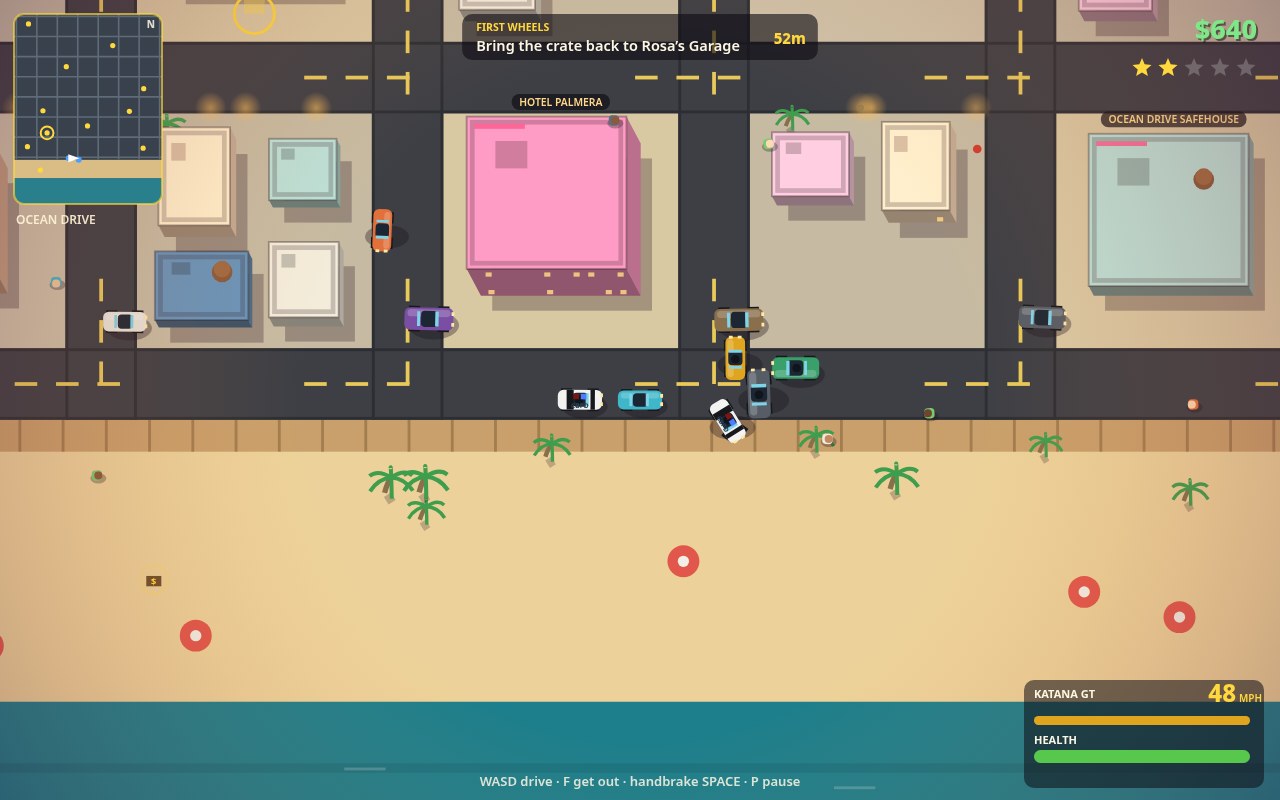 N
FIRST WHEELS
Bring the crate back to Rosa's Garage
52m
$640
HOTEL PALMERA
OCEAN DRIVE SAFEHOUSE
OCEAN DRIVE
$
KATANA GT
48 MPH
HEALTH
WASD drive · F get out · handbrake SPACE · P pause